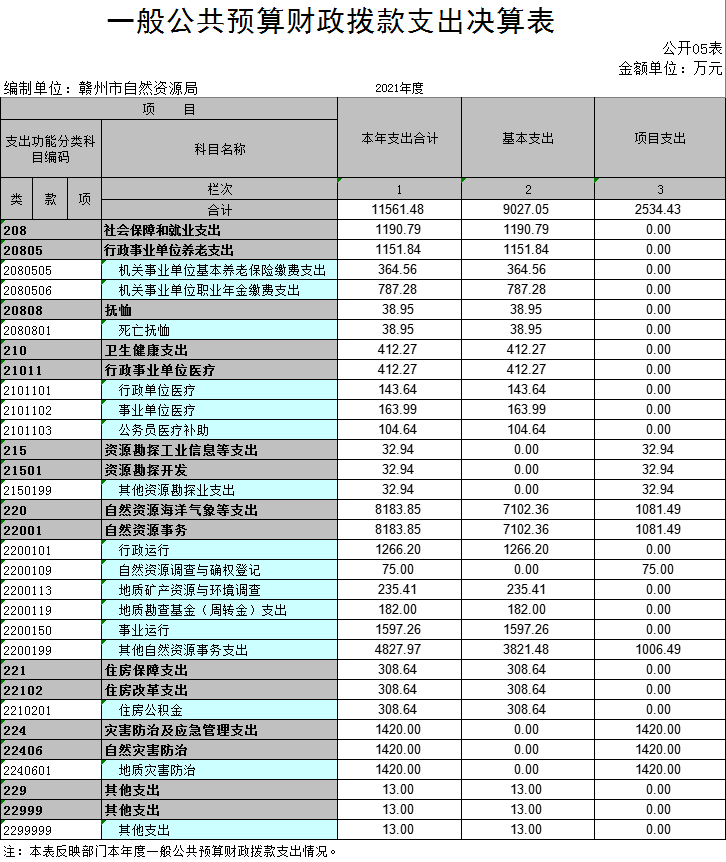 一般公共预算财政拨款支出决算表
公开05表
金额单位：万元
编制单位：赣州市自然资源局 2021年度
项 目 本年支出合计 基本支出 项目支出
支出功能分类科目编码 科目名称
类 款 项 栏次 1 2 3
合计 11561.48 9027.05 2534.43
208 社会保障和就业支出 1190.79 1190.79 0.00
20805 行政事业单位养老支出 1151.84 1151.84 0.00
2080505 机关事业单位基本养老保险缴费支出 364.56 364.56 0.00
2080506 机关事业单位职业年金缴费支出 787.28 787.28 0.00
20808 抚恤 38.95 38.95 0.00
2080801 死亡抚恤 38.95 38.95 0.00
210 卫生健康支出 412.27 412.27 0.00
21011 行政事业单位医疗 412.27 412.27 0.00
2101101 行政单位医疗 143.64 143.64 0.00
2101102 事业单位医疗 163.99 163.99 0.00
2101103 公务员医疗补助 104.64 104.64 0.00
215 资源勘探工业信息等支出 32.94 0.00 32.94
21501 资源勘探开发 32.94 0.00 32.94
2150199 其他资源勘探业支出 32.94 0.00 32.94
220 自然资源海洋气象等支出 8183.85 7102.36 1081.49
22001 自然资源事务 8183.85 7102.36 1081.49
2200101 行政运行 1266.20 1266.20 0.00
2200109 自然资源调查与确权登记 75.00 0.00 75.00
2200113 地质矿产资源与环境调查 235.41 235.41 0.00
2200119 地质勘查基金（周转金）支出 182.00 182.00 0.00
2200150 事业运行 1597.26 1597.26 0.00
2200199 其他自然资源事务支出 4827.97 3821.48 1006.49
221 住房保障支出 308.64 308.64 0.00
22102 住房改革支出 308.64 308.64 0.00
2210201 住房公积金 308.64 308.64 0.00
224 灾害防治及应急管理支出 1420.00 0.00 1420.00
22406 自然灾害防治 1420.00 0.00 1420.00
2240601 地质灾害防治 1420.00 0.00 1420.00
229 其他支出 13.00 13.00 0.00
22999 其他支出 13.00 13.00 0.00
2299999 其他支出 13.00 13.00 0.00
注：本表反映部门本年度一般公共预算财政拨款支出情况。